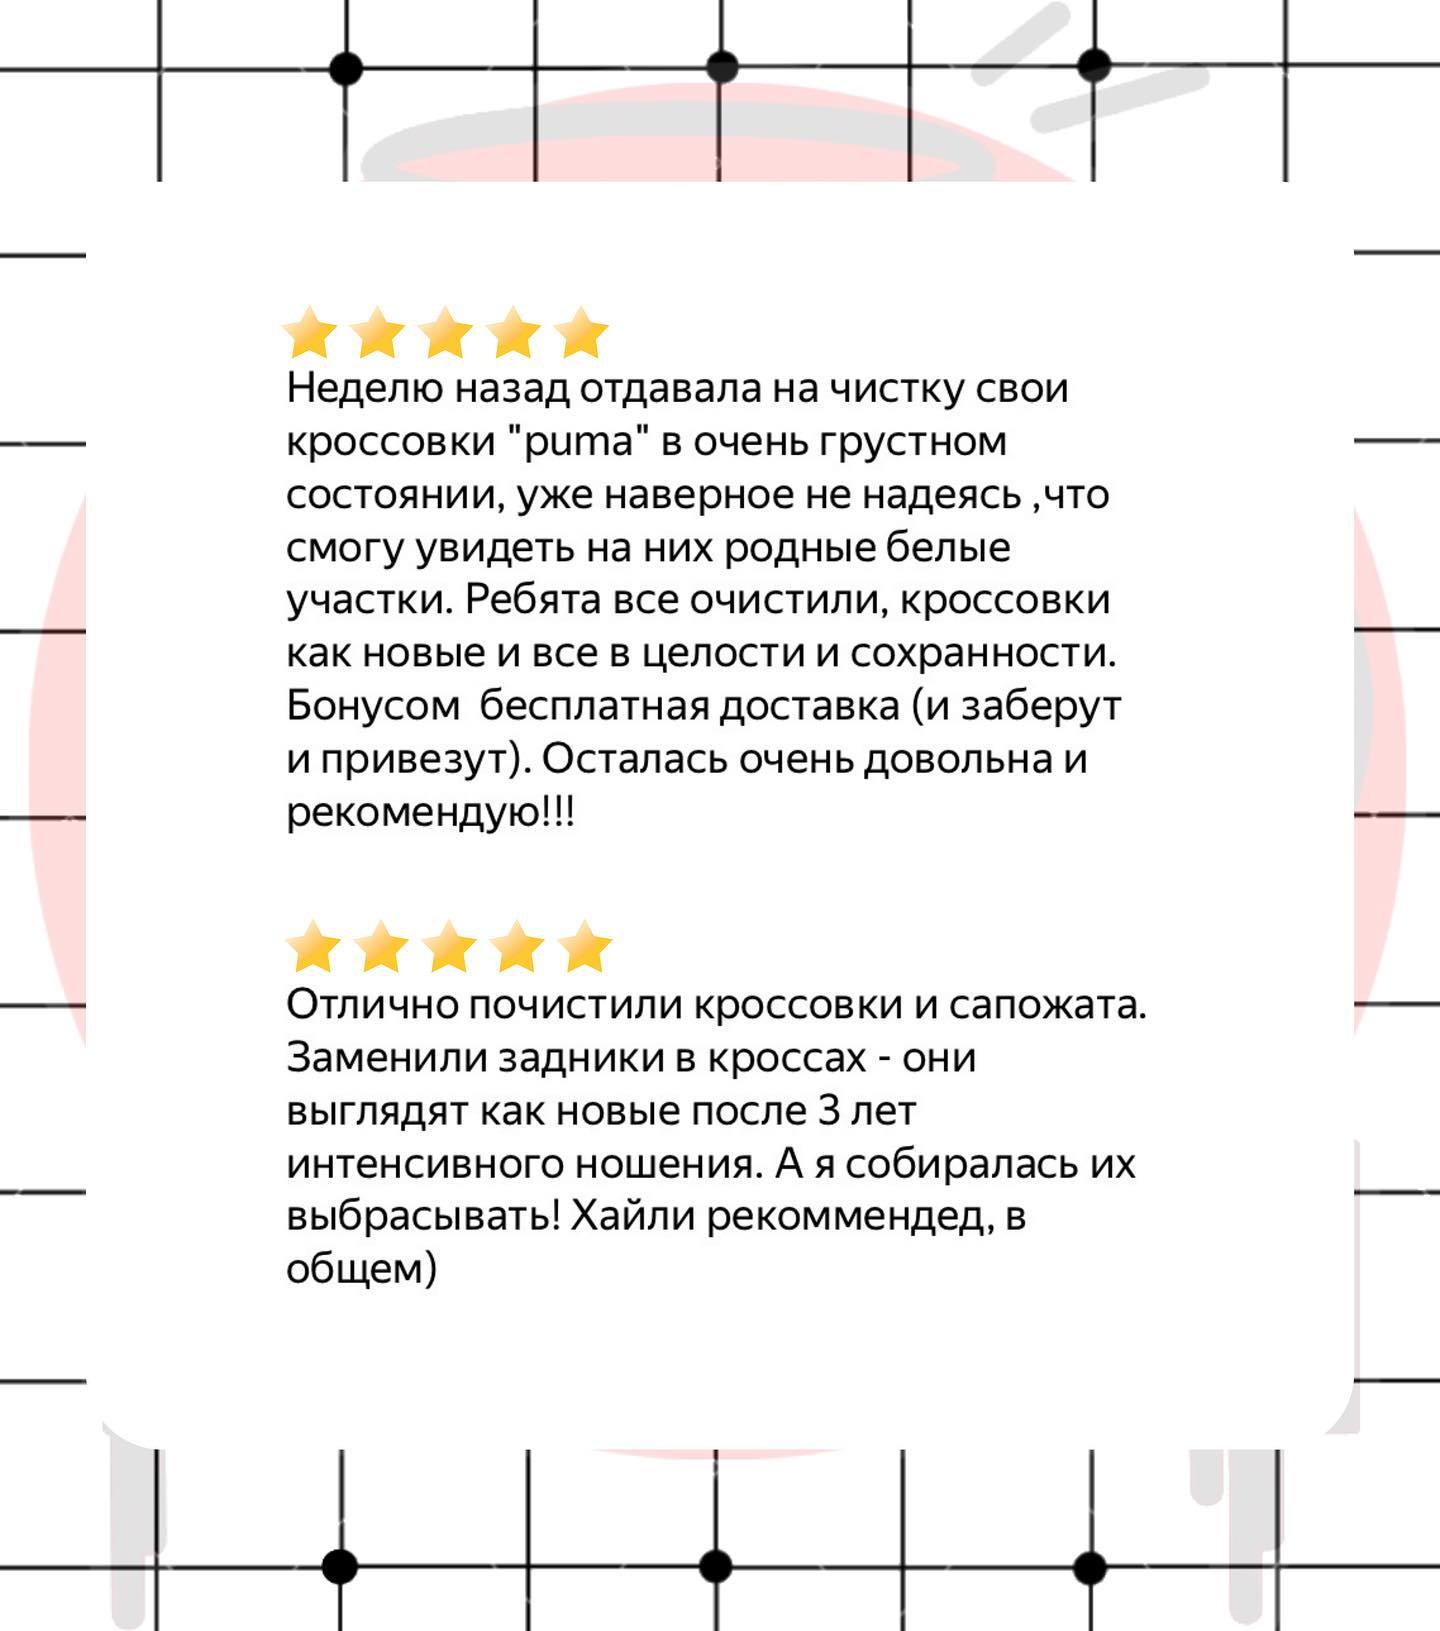 ⭐⭐⭐⭐⭐
Неделю назад отдавала на чистку свои
кроссовки "puma" в очень грустном
состоянии, уже наверное не надеясь ,что
смогу увидеть на них родные белые
участки. Ребята все очистили, кроссовки
как новые и все в целости и сохранности.
Бонусом  бесплатная доставка (и заберут
и привезут). Осталась очень довольна и
рекомендую!!!
⭐⭐⭐⭐⭐
Отлично почистили кроссовки и сапожата.
Заменили задники в кроссах - они
выглядят как новые после 3 лет
интенсивного ношения. А я собиралась их
выбрасывать! Хайли рекоммендед, в
общем)